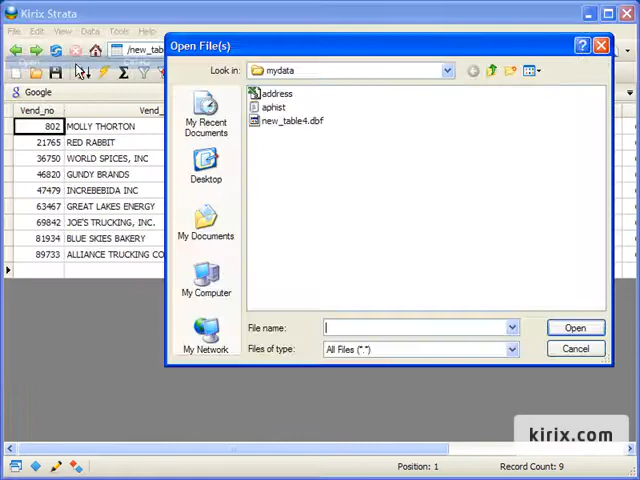 Kirix Strata
File Edit View Data Tools Help
/new_tab
Google
Vend_no Vend_
802 MOLLY THORTON
21765 RED RABBIT
36750 WORLD SPICES, INC
46820 GUNDY BRANDS
47479 INCREBEBIDA INC
63467 GREAT LAKES ENERGY
69842 JOE'S TRUCKING, INC.
81934 BLUE SKIES BAKERY
89733 ALLIANCE TRUCKING CO
Open File(s)
Look in: mydata
My Recent Documents
Desktop
My Documents
My Computer
My Network
address
aphist
new_table4.dbf
File name: Open
Files of type: All Files (*.*) Cancel
kirix.com
Position: 1 Record Count: 9